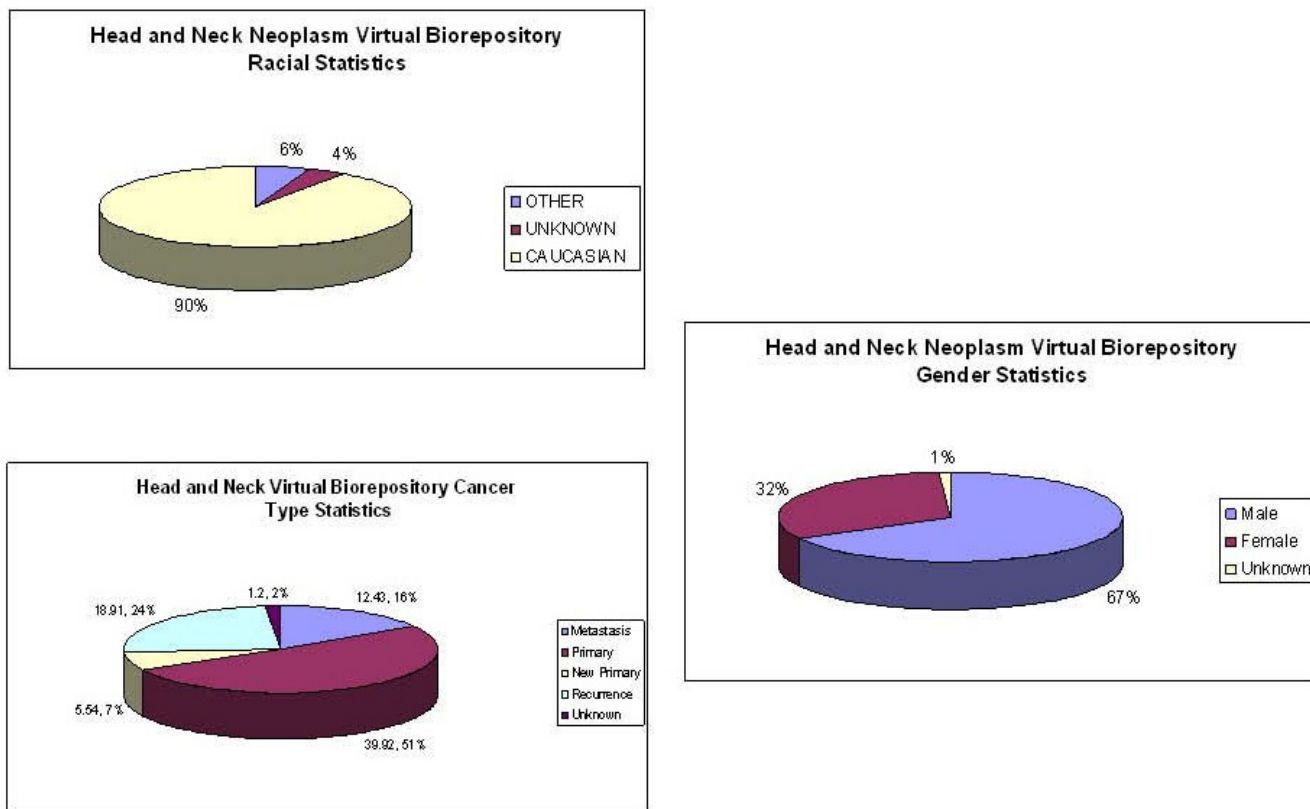 Head and Neck Neoplasm Virtual Biorepository
Racial Statistics
6%
4%
90%
OTHER
UNKNOWN
CAUCASIAN
Head and Neck Neoplasm Virtual Biorepository
Gender Statistics
1%
32%
67%
Male
Female
Unknown
Head and Neck Virtual Biorepository Cancer
Type Statistics
1.2, 2%
12.43, 16%
18.91, 24%
5.54, 7%
39.92, 51%
Metastasis
Primary
New Primary
Recurrence
Unknown